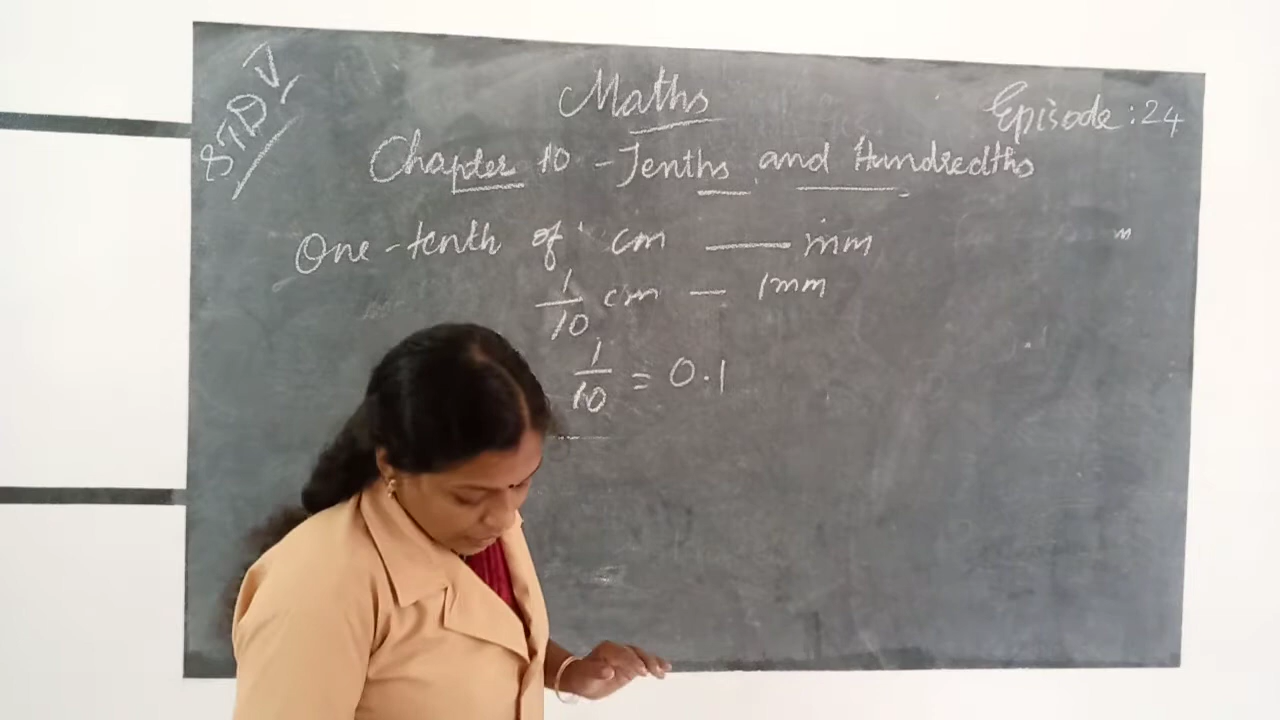 STD V
Maths
Episode : 24
Chapter 10 - Tenths and Hundredths
One-tenth of cm — mm
1/10 cm — 1mm
1/10 = 0.1